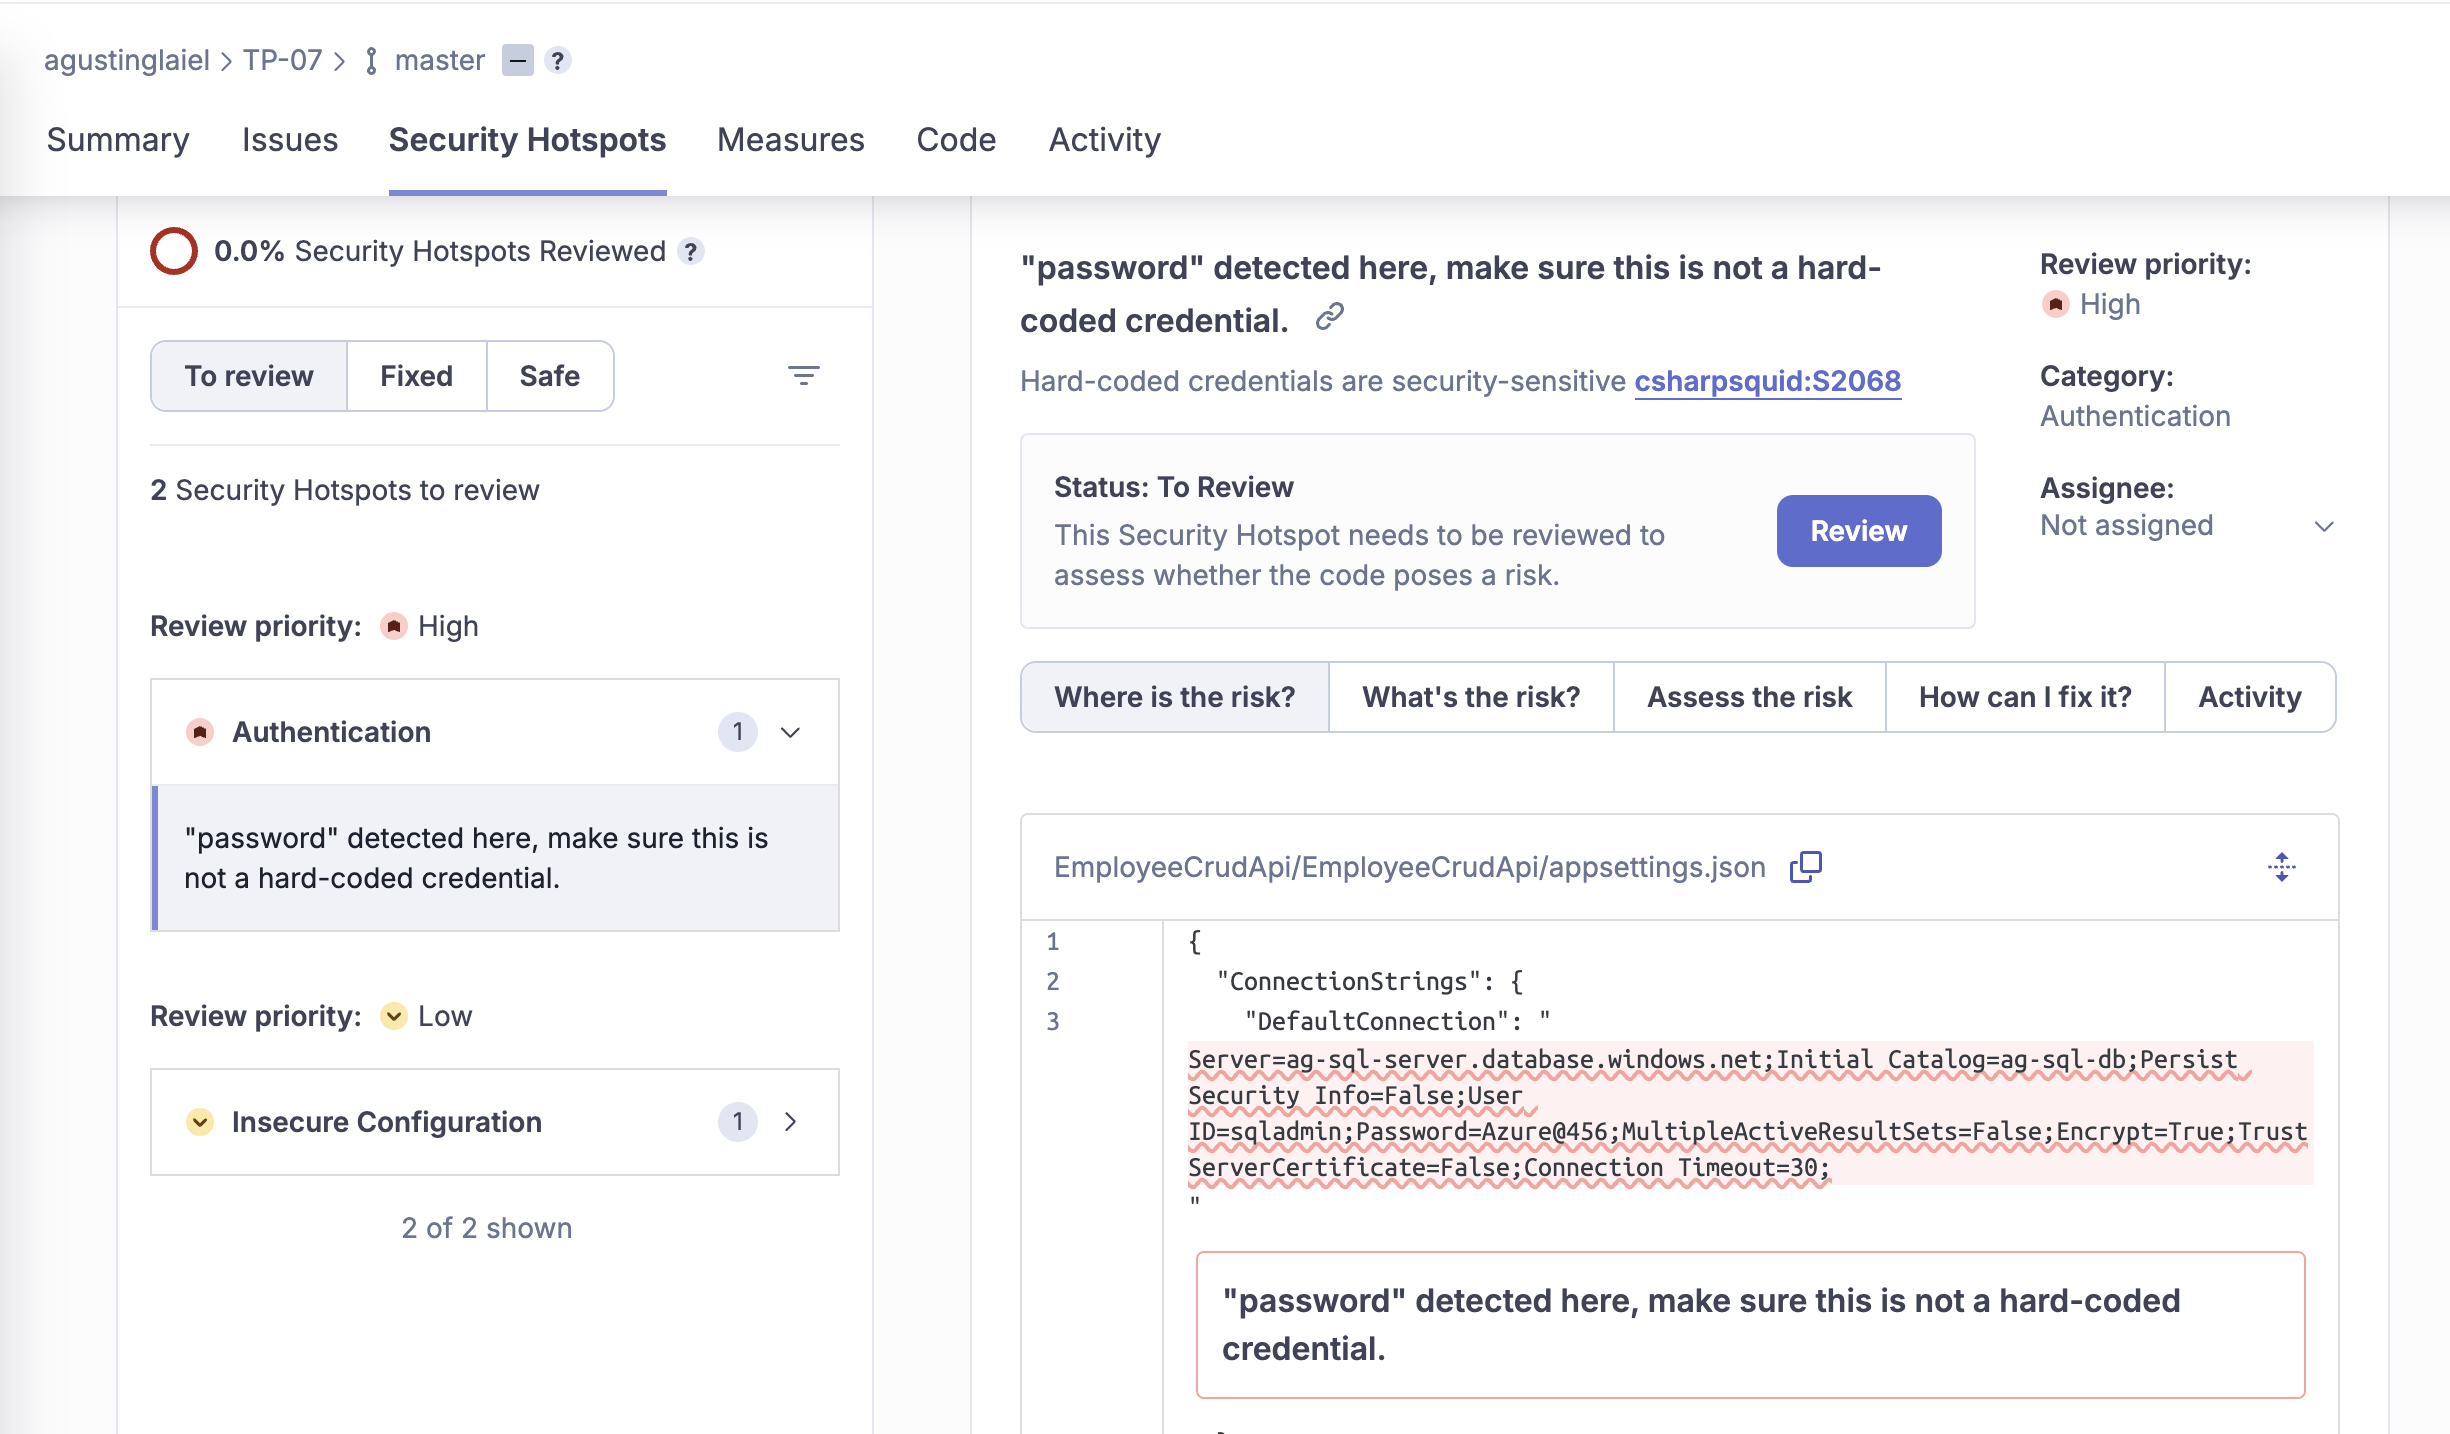 agustinglaiel > TP-07 > master ?
Summary Issues Security Hotspots Measures Code Activity
0.0% Security Hotspots Reviewed ?
To review Fixed Safe
2 Security Hotspots to review
Review priority: High
Authentication 1
"password" detected here, make sure this is
not a hard-coded credential.
Review priority: Low
Insecure Configuration 1
2 of 2 shown
"password" detected here, make sure this is not a hard-
coded credential.
Hard-coded credentials are security-sensitive csharpsquid:S2068
Status: To Review
This Security Hotspot needs to be reviewed to
assess whether the code poses a risk.
Review
Review priority:
High
Category:
Authentication
Assignee:
Not assigned
Where is the risk? What's the risk? Assess the risk How can I fix it? Activity
EmployeeCrudApi/EmployeeCrudApi/appsettings.json
1 {
2 "ConnectionStrings": {
3 "DefaultConnection": "
Server=ag-sql-server.database.windows.net;Initial Catalog=ag-sql-db;Persist
Security Info=False;User
ID=sqladmin;Password=Azure@456;MultipleActiveResultSets=False;Encrypt=True;Trust
ServerCertificate=False;Connection Timeout=30;
"
"password" detected here, make sure this is not a hard-coded
credential.